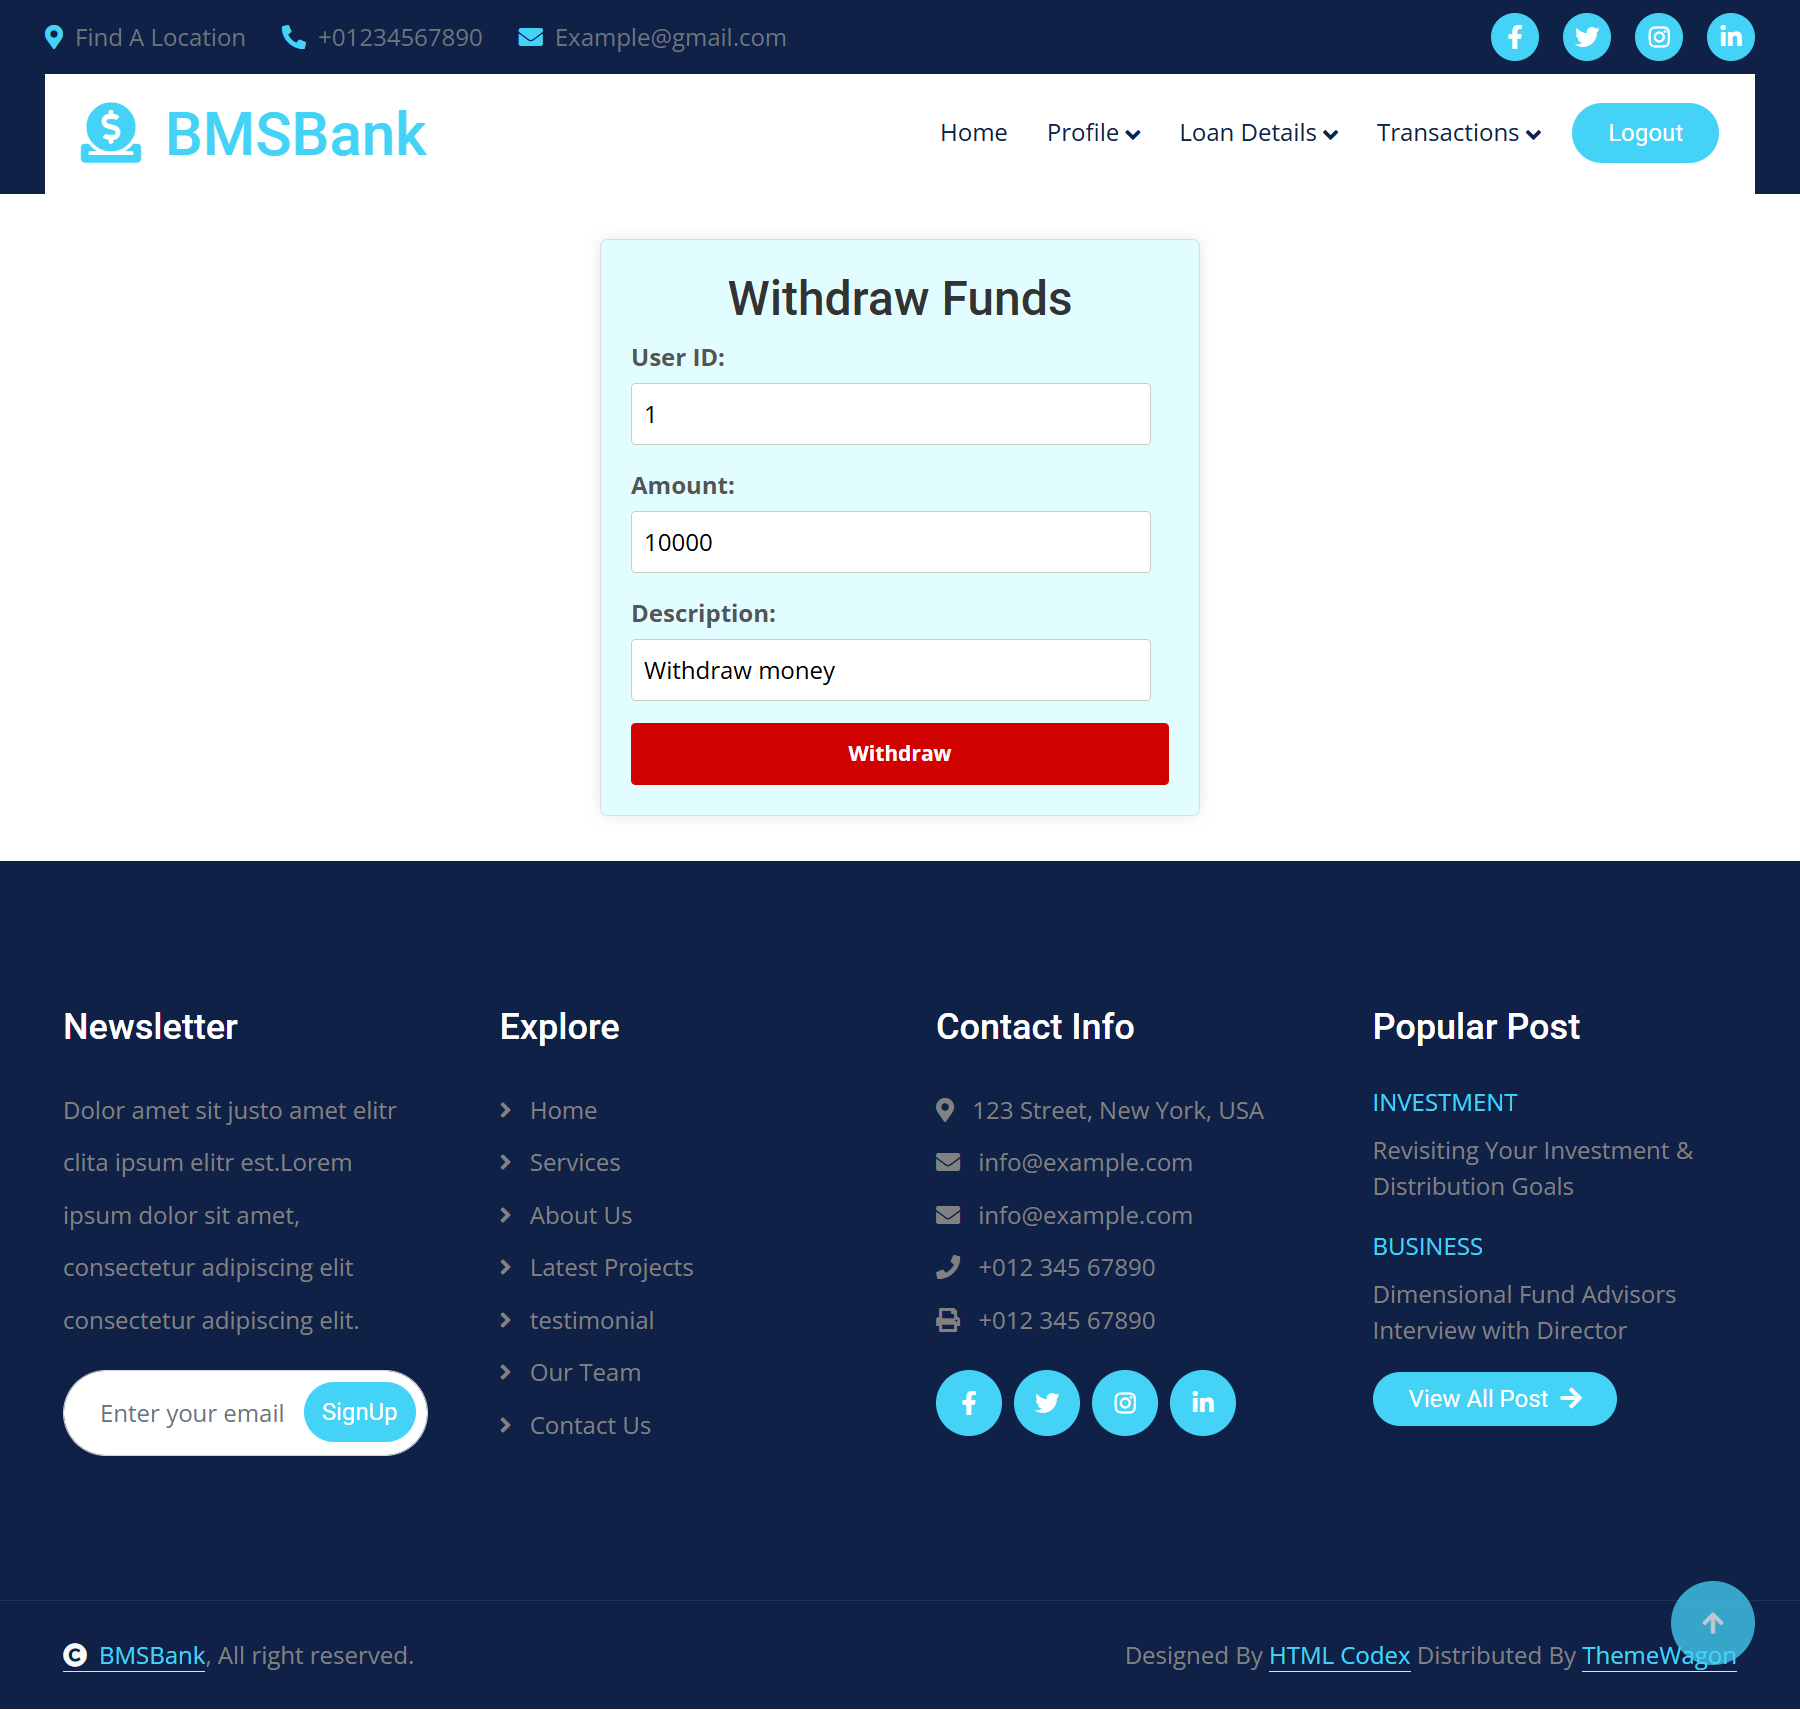 Find A Location +01234567890 Example@gmail.com
BMSBank
Home Profile Loan Details Transactions Logout
Withdraw Funds
User ID:
1
Amount:
10000
Description:
Withdraw money
Withdraw
Newsletter
Dolor amet sit justo amet elitr
clita ipsum elitr est.Lorem
ipsum dolor sit amet,
consectetur adipiscing elit
consectetur adipiscing elit.
Enter your email SignUp
Explore
Home
Services
About Us
Latest Projects
testimonial
Our Team
Contact Us
Contact Info
123 Street, New York, USA
info@example.com
info@example.com
+012 345 67890
+012 345 67890
Popular Post
INVESTMENT
Revisiting Your Investment &
Distribution Goals
BUSINESS
Dimensional Fund Advisors
Interview with Director
View All Post
BMSBank, All right reserved.
Designed By HTML Codex Distributed By ThemeWagon